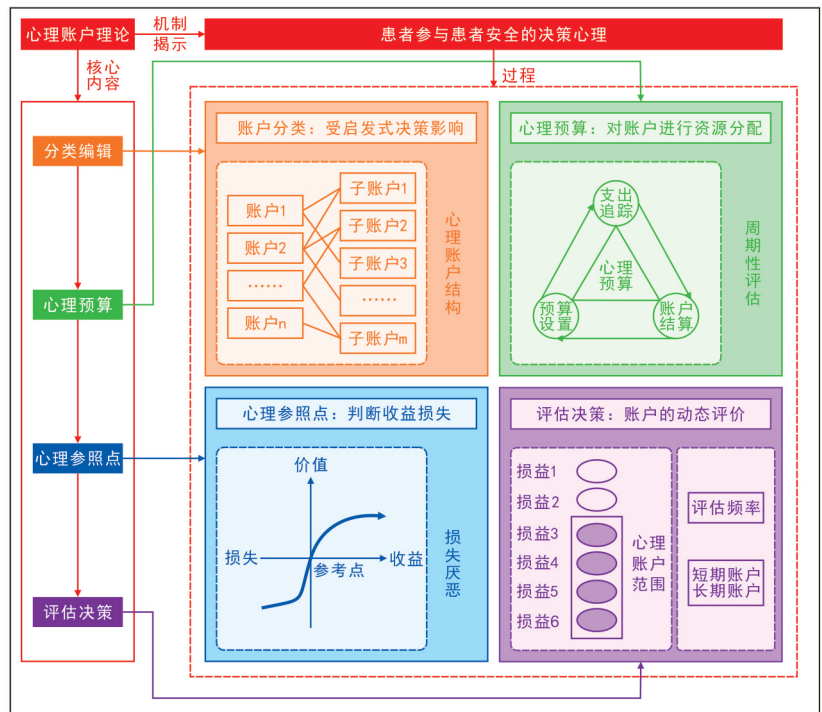 心理账户理论
机制
揭示
患者参与患者安全的决策心理
核心
内容
过程
分类编辑
心理预算
心理参照点
评估决策
账户分类：受启发式决策影响
账户1
账户2
……
账户n
子账户1
子账户2
子账户3
……
子账户m
心理账户结构
心理预算：对账户进行资源分配
支出
追踪
心理
预算
预算
设置
账户
结算
周期性评估
心理参照点：判断收益损失
价值
损失
收益
参考点
损失厌恶
评估决策：账户的动态评价
损益1
损益2
损益3
损益4
损益5
损益6
心理
账户
范围
评估频率
短期账户
长期账户